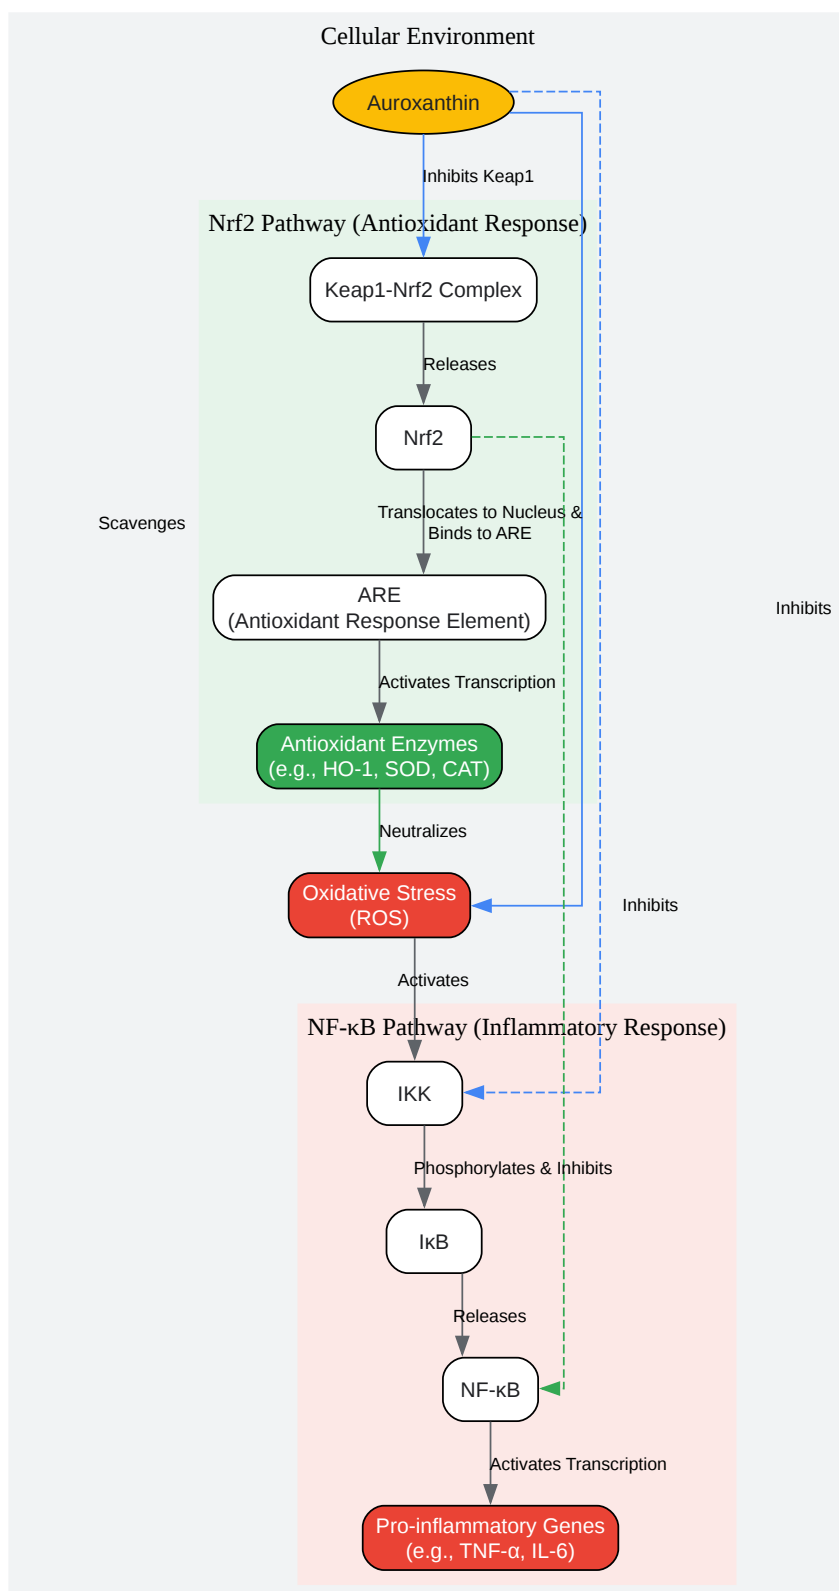 Cellular Environment
Auroxanthin
Inhibits Keap1
Nrf2 Pathway (Antioxidant Response)
Keap1-Nrf2 Complex
Releases
Nrf2
Translocates to Nucleus &
Binds to ARE
Scavenges
ARE
(Antioxidant Response Element)
Inhibits
Activates Transcription
Antioxidant Enzymes
(e.g., HO-1, SOD, CAT)
Neutralizes
Oxidative Stress
(ROS)
Inhibits
Activates
NF-κB Pathway (Inflammatory Response)
IKK
Phosphorylates & Inhibits
IκB
Releases
NF-κB
Activates Transcription
Pro-inflammatory Genes
(e.g., TNF-α, IL-6)